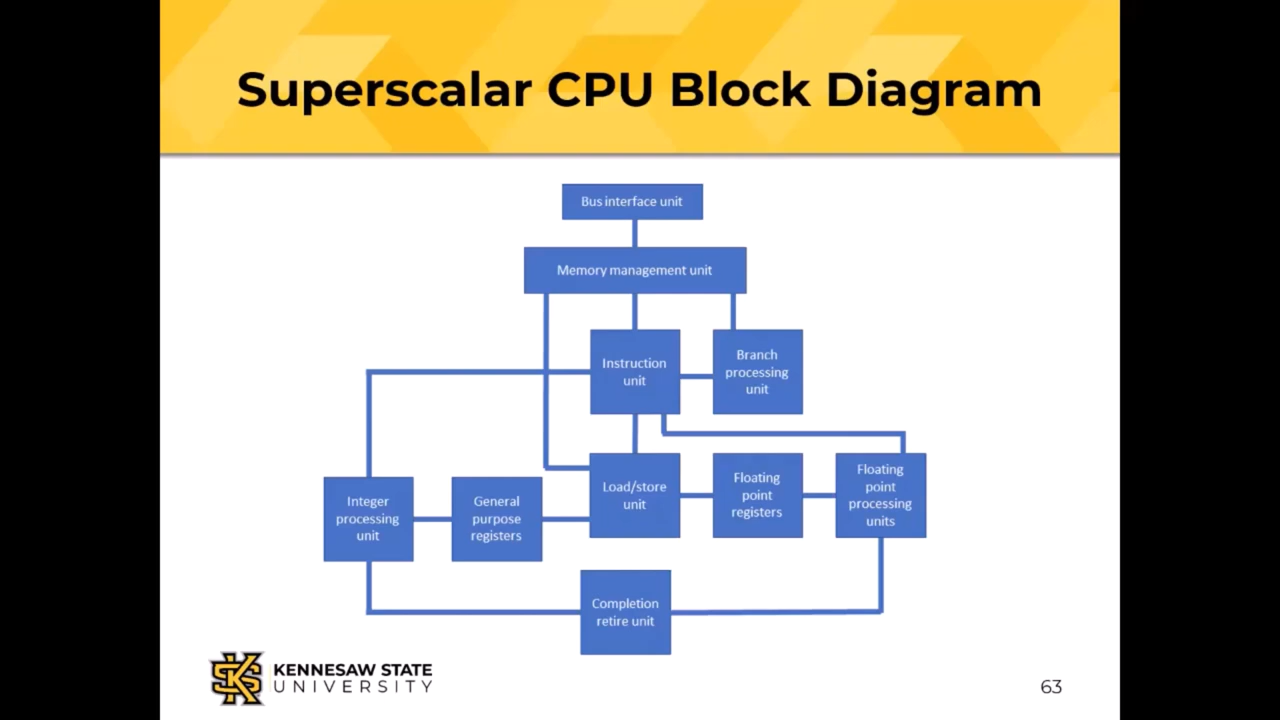 Superscalar CPU Block Diagram
Bus interface unit
Memory management unit
Instruction
unit
Branch
processing
unit
Integer
processing
unit
General
purpose
registers
Load/store
unit
Floating
point
registers
Floating
point
processing
units
Completion
retire unit
KS
KENNESAW STATE
UNIVERSITY
63